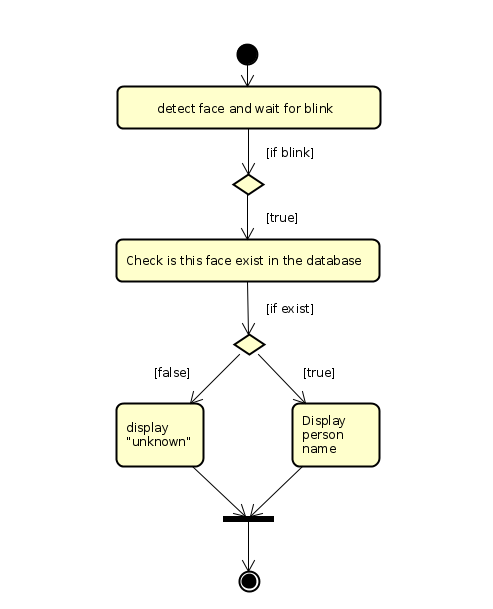 detect face and wait for blink
[if blink]
[true]
Check is this face exist in the database
[if exist]
[false]
[true]
display
"unknown"
Display
person
name